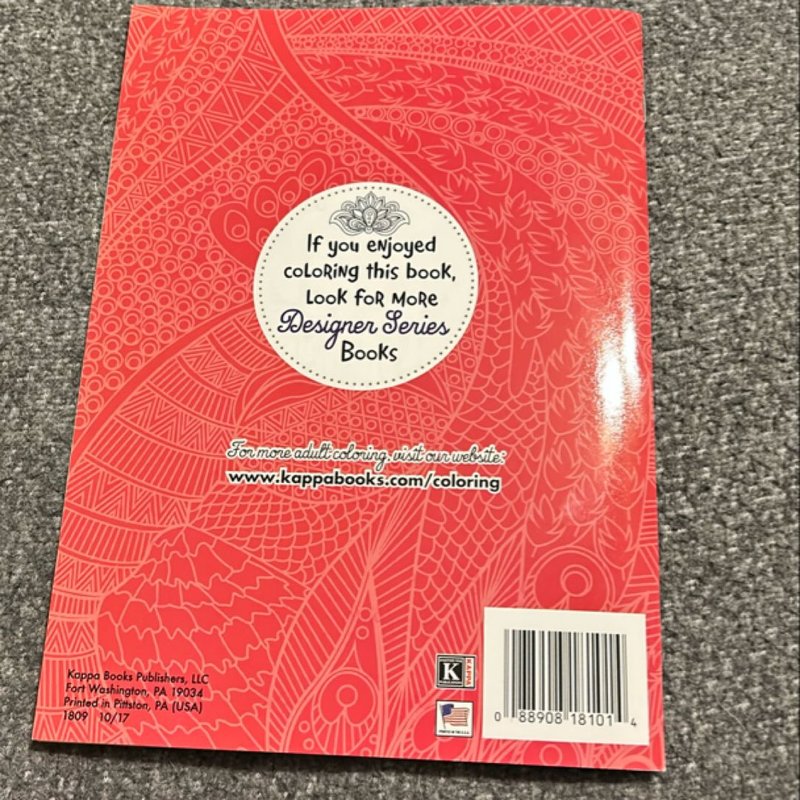 If you enjoyed
coloring this book,
Look for more
Designer Series
Books
For more adult coloring, visit our website:
www.kappabooks.com/coloring
Kappa Books Publishers, LLC
Fort Washington, PA 19034
Printed in Pittston, PA (USA)
1809 10/17
K
KAPPA
0 88908 18101 4